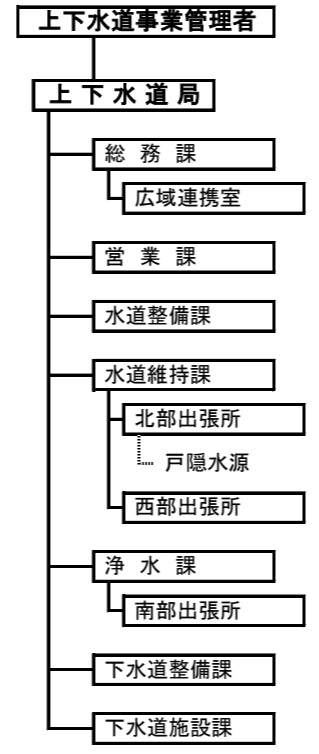 上下水道事業管理者
上下水道局
総務課
広域連携室
営業課
水道整備課
水道維持課
北部出張所
戸隠水源
西部出張所
浄水課
南部出張所
下水道整備課
下水道施設課